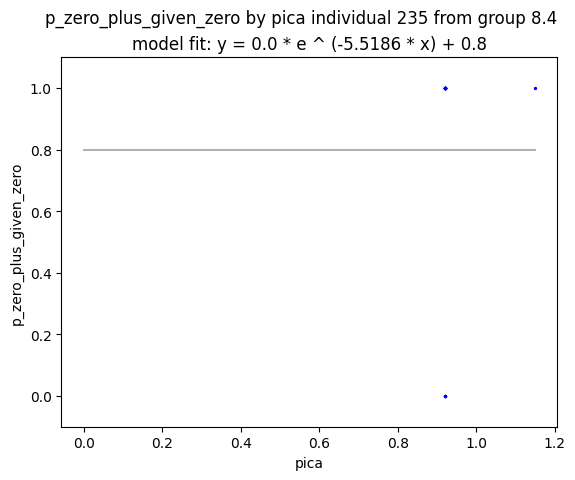 p_zero_plus_given_zero by pica individual 235 from group 8.4
model fit: y = 0.0 * e ^ (-5.5186 * x) + 0.8
1.0
0.8
0.6
0.4
0.2
0.0
p_zero_plus_given_zero
0.0 0.2 0.4 0.6 0.8 1.0 1.2
pica